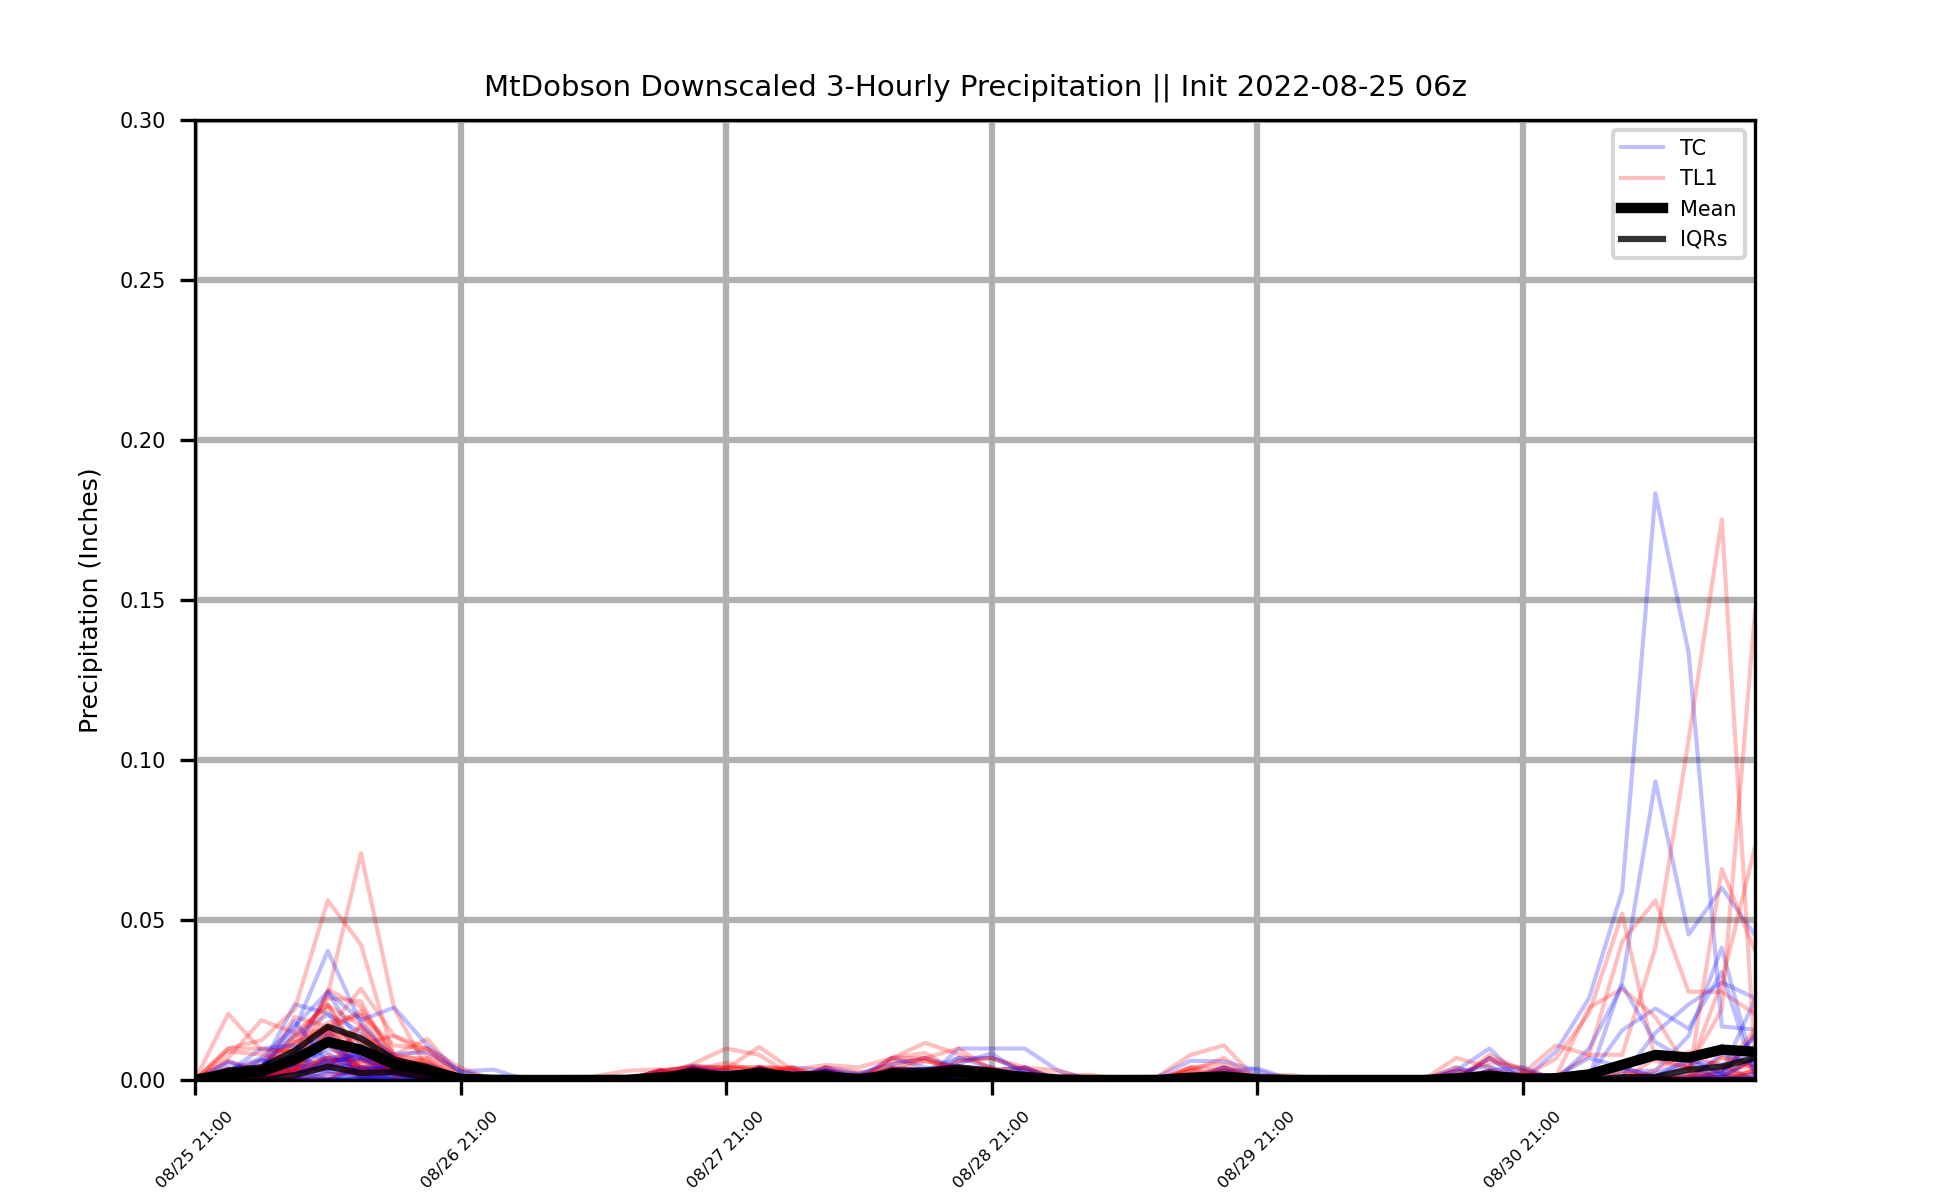 MtDobson Downscaled 3-Hourly Precipitation || Init 2022-08-25 06z
0.30
0.25
0.20
0.15
0.10
0.05
0.00
Precipitation (Inches)
TC
TL1
Mean
IQRs
08/25 21:00
08/26 21:00
08/27 21:00
08/28 21:00
08/29 21:00
08/30 21:00